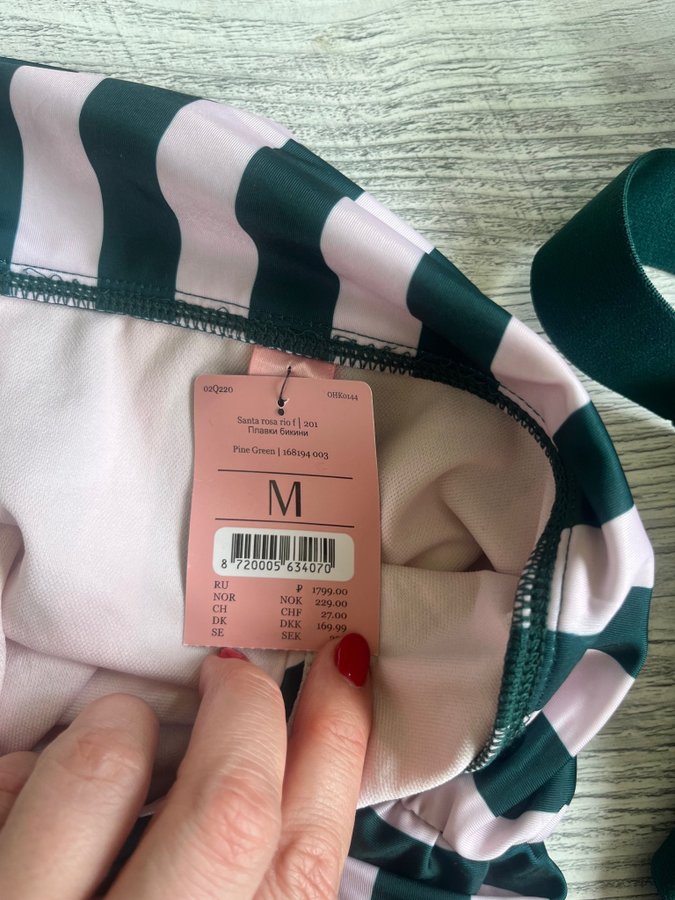 02Q220 OHK0144
Santa rosa rio f | 201
Плавки бикини
Pine Green | 168194 003
M
8 720005 634070
RU ₽ 1799.00
NOR NOK 229.00
CH CHF 27.00
DK DKK 169.99
SE SEK